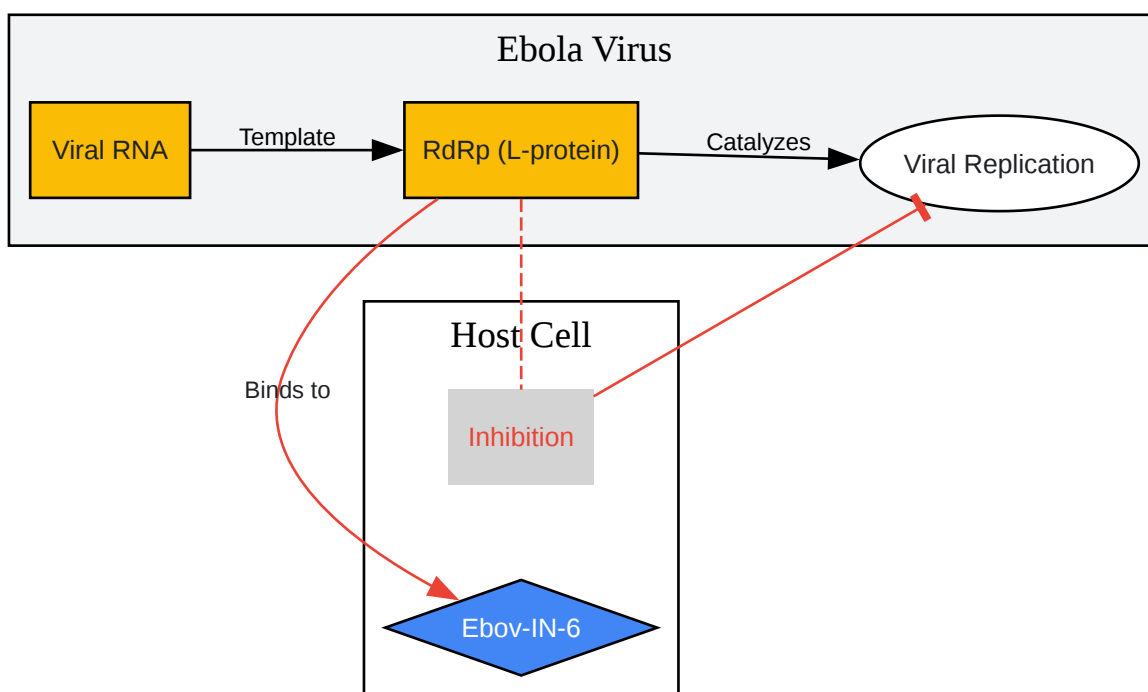 Ebola Virus
Viral RNA
Template
RdRp (L-protein)
Catalyzes
Viral Replication
Host Cell
Binds to
Inhibition
Ebov-IN-6